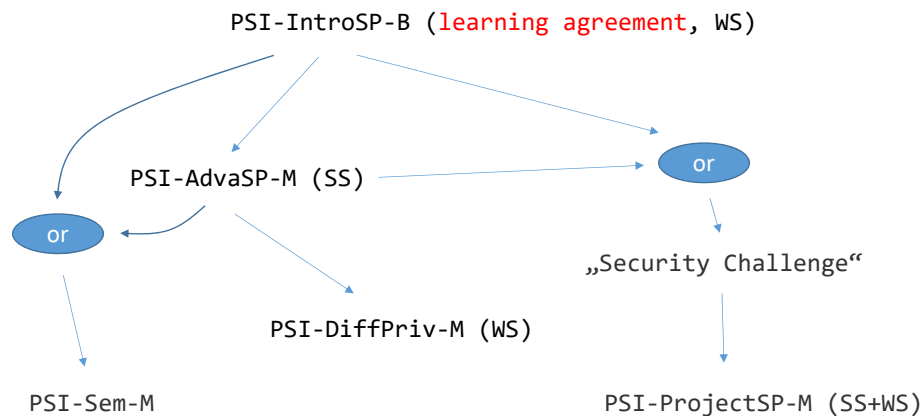 PSI-IntroSP-B (learning agreement, WS)
or
PSI-AdvaSP-M (SS)
or
„Security Challenge“
PSI-DiffPriv-M (WS)
PSI-Sem-M
PSI-ProjectSP-M (SS+WS)